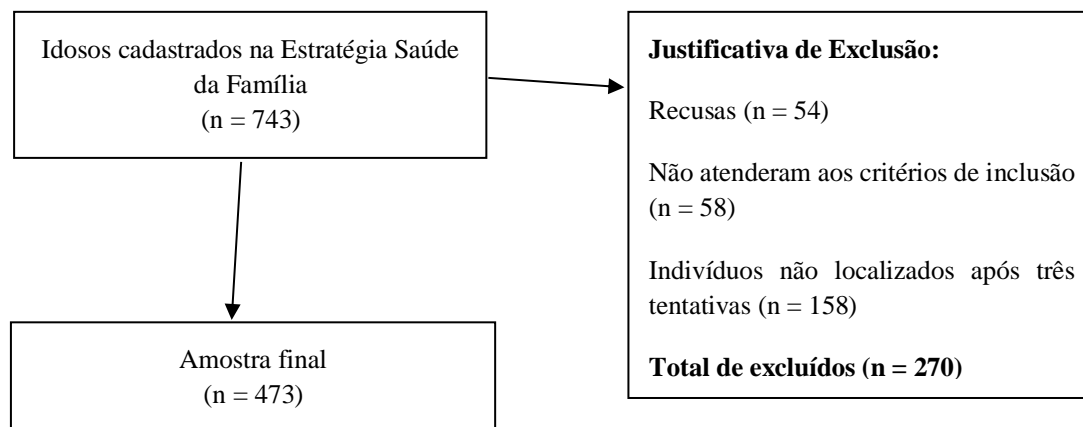 Idosos cadastrados na Estratégia Saúde
da Família
(n = 743)
Justificativa de Exclusão:
Recusas (n = 54)
Não atenderam aos critérios de inclusão
(n = 58)
Indivíduos não localizados após três
tentativas (n = 158)
Total de excluídos (n = 270)
Amostra final
(n = 473)